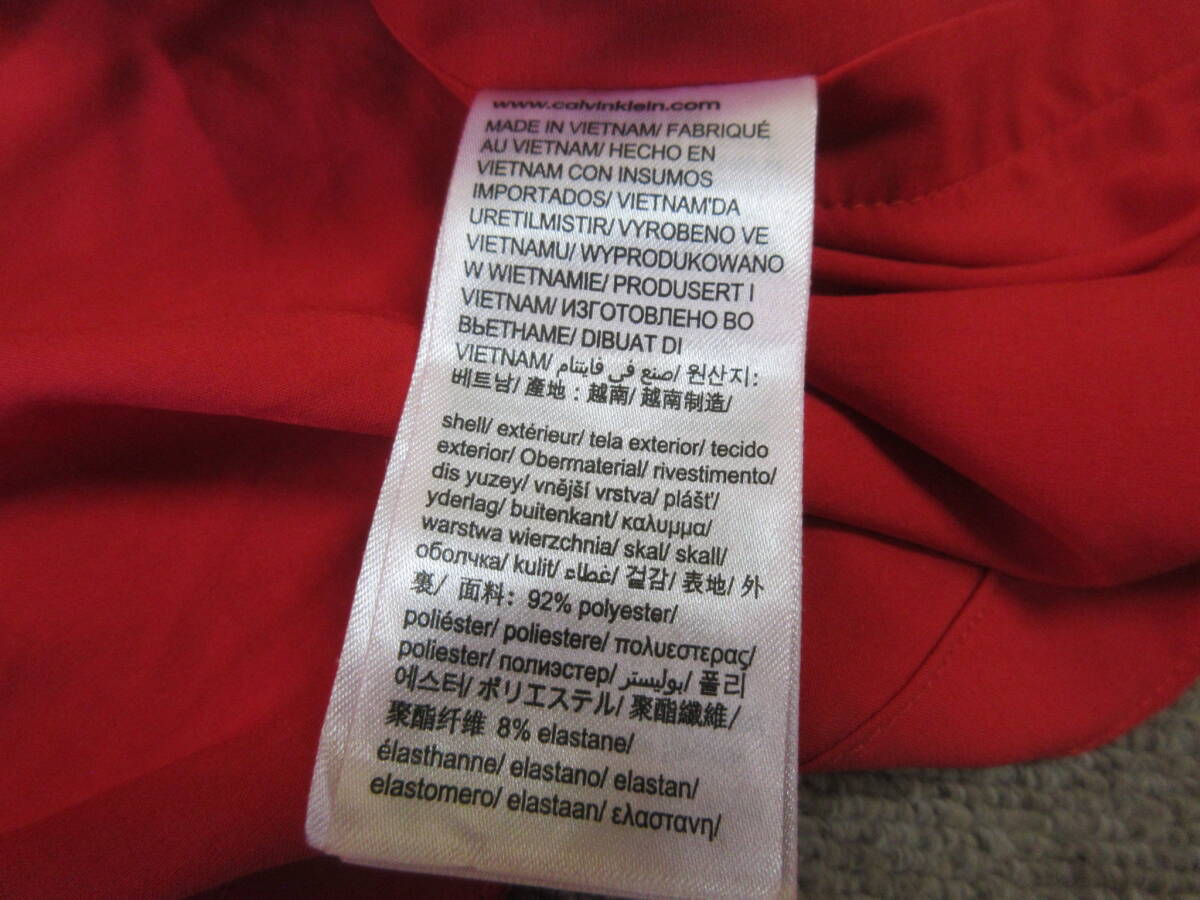 www.calvinklein.com
MADE IN VIETNAM/ FABRIQUÉ
AU VIETNAM/ HECHO EN
VIETNAM CON INSUMOS
IMPORTADOS/ VIETNAM'DA
URETILMISTIR/ VYROBENO VE
VIETNAMU/ WYPRODUKOWANO
W WIETNAMIE/ PRODUSERT I
VIETNAM/ ИЗГОТОВЛЕНО ВО
ВЬЕТНАМЕ/ DIBUAT DI
VIETNAM/ صنع في فايتنام/ 원산지:
베트남/ 產地：越南/ 越南制造/
shell/ extérieur/ tela exterior/ tecido
exterior/ Obermaterial/ rivestimento/
dis yuzey/ vnější vrstva/ plášť/
yderlag/ buitenkant/ καλυμμα/
warstwa wierzchnia/ skal/ skall/
оболчка/ kulit/ غطاء/ 겉감/ 表地/ 外
裏/ 面料: 92% polyester/
poliéster/ poliestere/ πολυεστερας/
poliester/ полиэстер/ بوليستر/ 폴리
에스터/ ポリエステル/ 聚酯纖維/
聚酯纤维 8% elastane/
élasthanne/ elastano/ elastan/
elastomero/ elastaan/ ελαστανη/